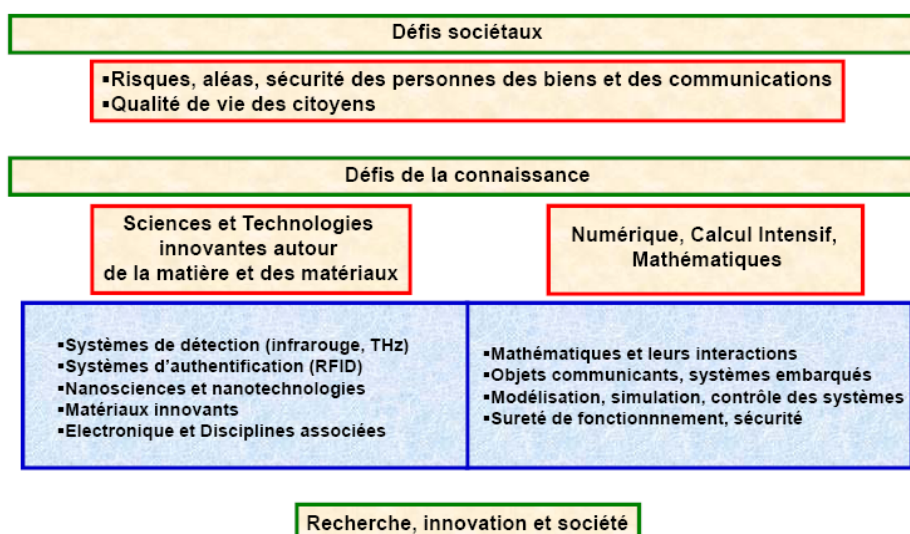 Défis sociétaux
▪Risques, aléas, sécurité des personnes des biens et des communications
▪Qualité de vie des citoyens
Défis de la connaissance
Sciences et Technologies
innovantes autour
de la matière et des matériaux
Numérique, Calcul Intensif,
Mathématiques
▪Systèmes de détection (infrarouge, THz)
▪Systèmes d'authentification (RFID)
▪Nanosciences et nanotechnologies
▪Matériaux innovants
▪Electronique et Disciplines associées
▪Mathématiques et leurs interactions
▪Objets communicants, systèmes embarqués
▪Modélisation, simulation, contrôle des systèmes
▪Sureté de fonctionnnement, sécurité
Recherche, innovation et société